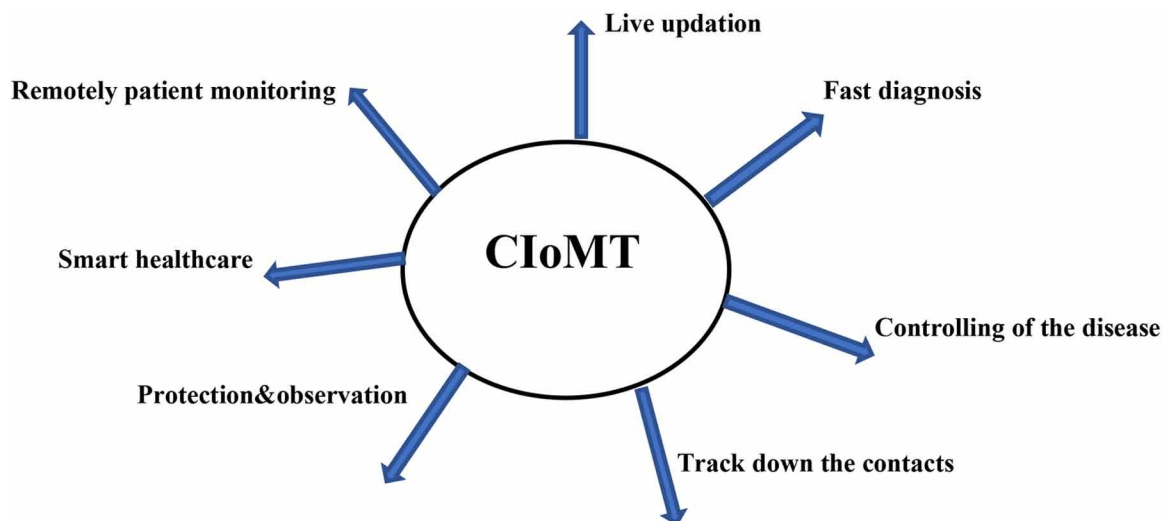 Live updation
Remotely patient monitoring
Fast diagnosis
CIoMT
Smart healthcare
Controlling of the disease
Protection&observation
Track down the contacts